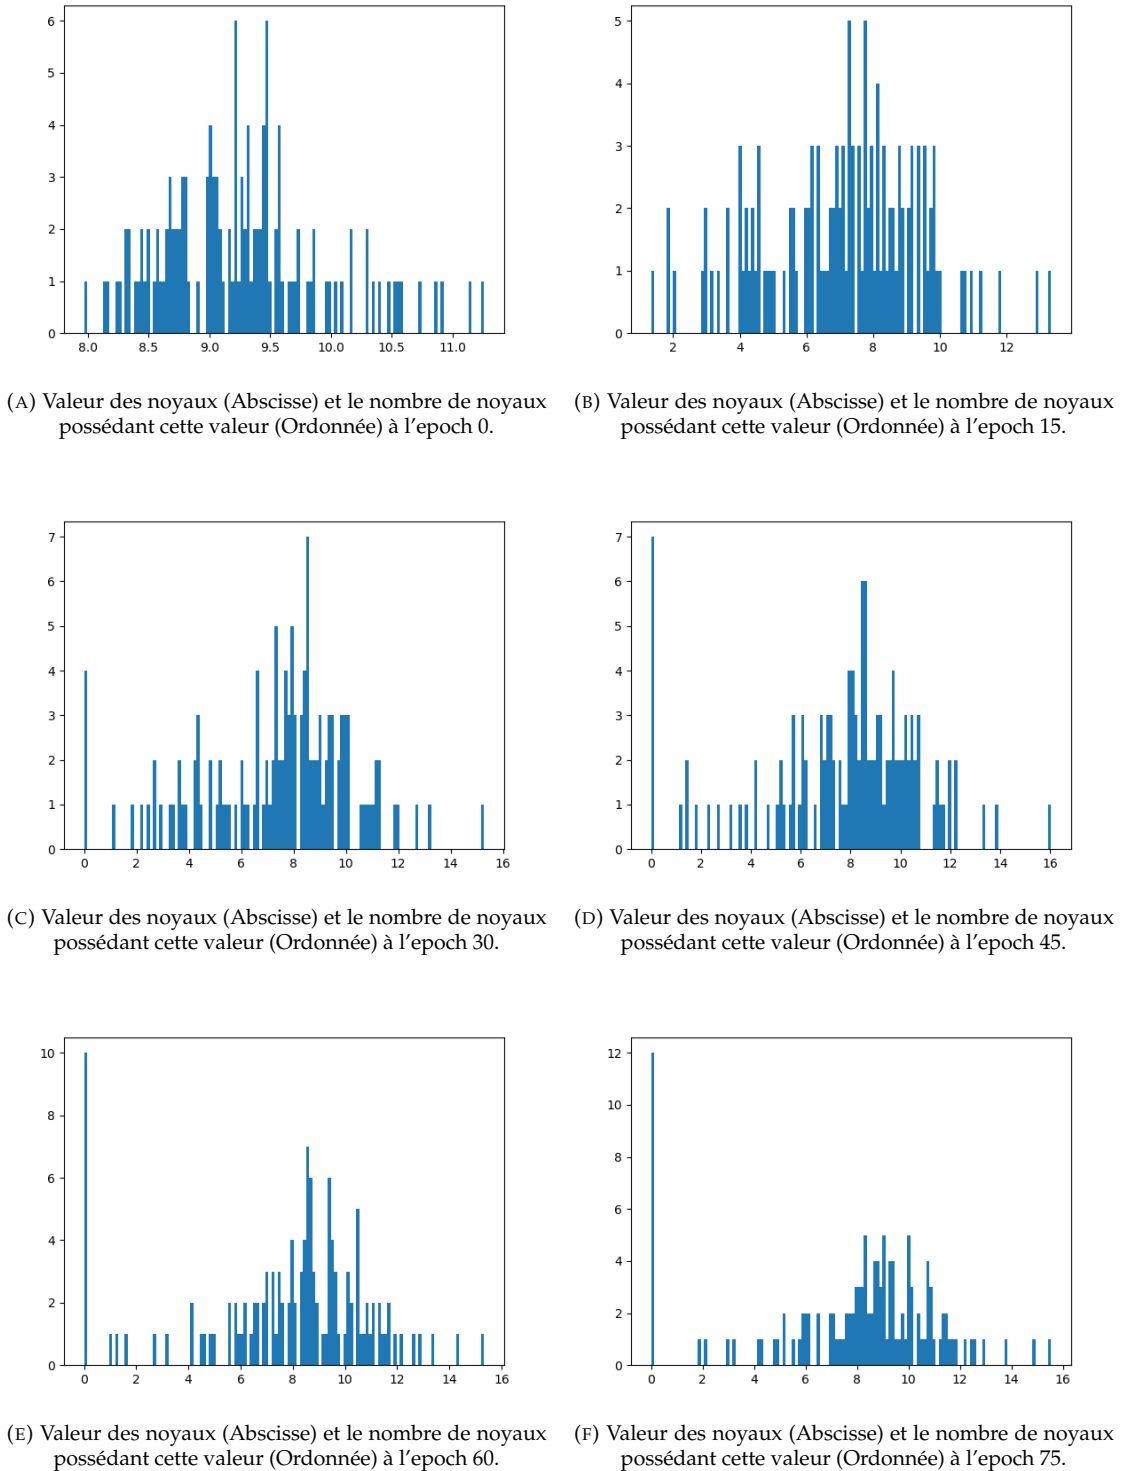 6
5
4
3
2
1
0
8.0 8.5 9.0 9.5 10.0 10.5 11.0
5
4
3
2
1
0
2 4 6 8 10 12
(A) Valeur des noyaux (Abscisse) et le nombre de noyaux
possédant cette valeur (Ordonnée) à l'epoch 0.
(B) Valeur des noyaux (Abscisse) et le nombre de noyaux
possédant cette valeur (Ordonnée) à l'epoch 15.
7
6
5
4
3
2
1
0
0 2 4 6 8 10 12 14 16
7
6
5
4
3
2
1
0
0 2 4 6 8 10 12 14 16
(C) Valeur des noyaux (Abscisse) et le nombre de noyaux
possédant cette valeur (Ordonnée) à l'epoch 30.
(D) Valeur des noyaux (Abscisse) et le nombre de noyaux
possédant cette valeur (Ordonnée) à l'epoch 45.
10
8
6
4
2
0
0 2 4 6 8 10 12 14 16
12
10
8
6
4
2
0
0 2 4 6 8 10 12 14 16
(E) Valeur des noyaux (Abscisse) et le nombre de noyaux
possédant cette valeur (Ordonnée) à l'epoch 60.
(F) Valeur des noyaux (Abscisse) et le nombre de noyaux
possédant cette valeur (Ordonnée) à l'epoch 75.